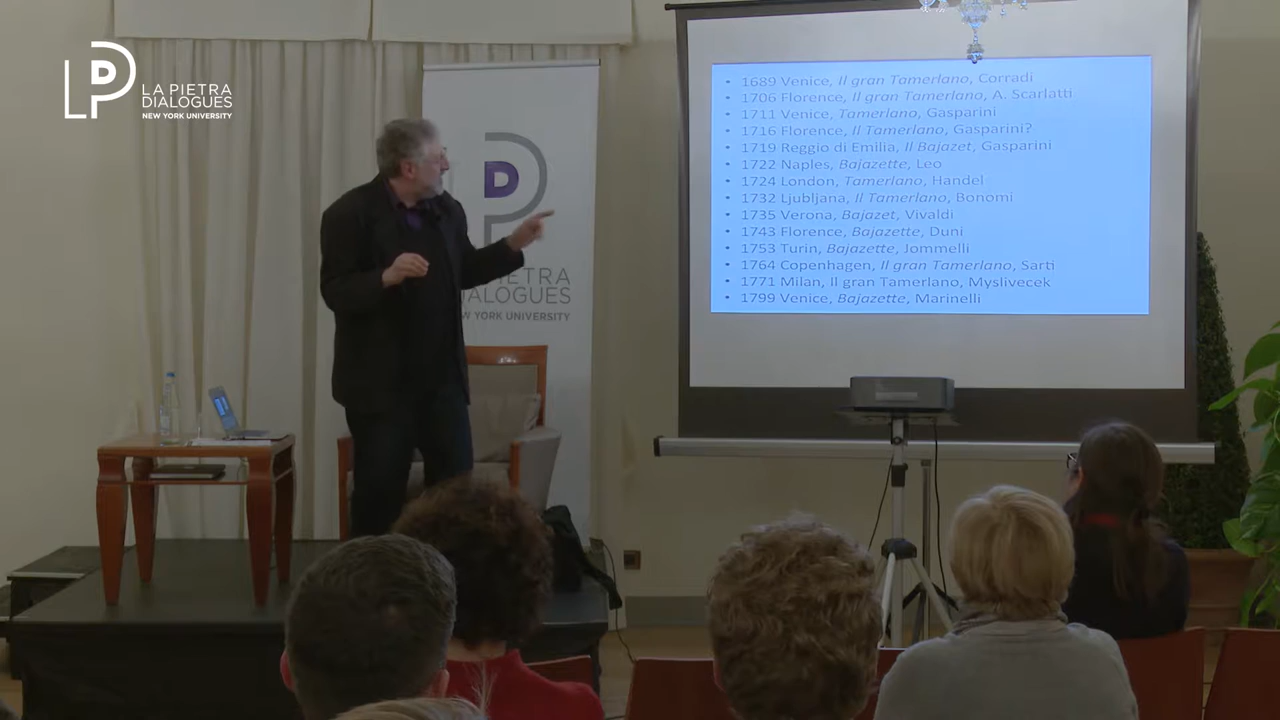 LA PIETRA
DIALOGUES
NEW YORK UNIVERSITY
PIETRA
IALOGUES
W YORK UNIVERSITY
• 1689 Venice, Il gran Tamerlano, Corradi
• 1706 Florence, Il gran Tamerlano, A. Scarlatti
• 1711 Venice, Tamerlano, Gasparini
• 1716 Florence, Il Tamerlano, Gasparini?
• 1719 Reggio di Emilia, Il Bajazet, Gasparini
• 1722 Naples, Bajazette, Leo
• 1724 London, Tamerlano, Handel
• 1732 Ljubljana, Il Tamerlano, Bonomi
• 1735 Verona, Bajazet, Vivaldi
• 1743 Florence, Bajazette, Duni
• 1753 Turin, Bajazette, Jommelli
• 1764 Copenhagen, Il gran Tamerlano, Sarti
• 1771 Milan, Il gran Tamerlano, Myslivecek
• 1799 Venice, Bajazette, Marinelli